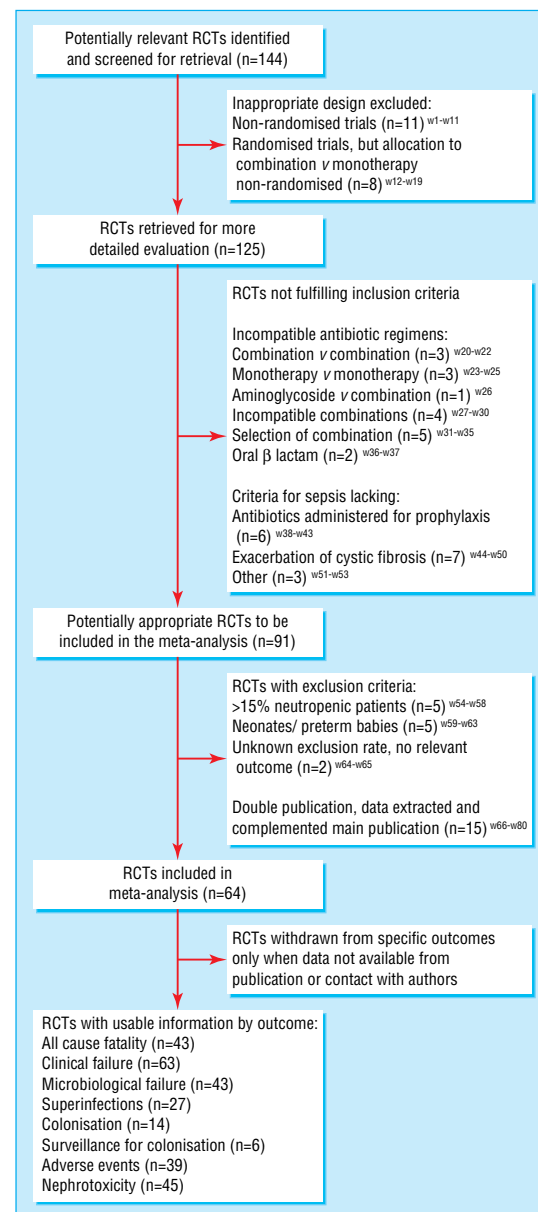 Potentially relevant RCTs identified
and screened for retrieval (n=144)
Inappropriate design excluded:
Non-randomised trials (n=11) w1-w11
Randomised trials, but allocation to
combination v monotherapy
non-randomised (n=8) w12-w19
RCTs retrieved for more
detailed evaluation (n=125)
RCTs not fulfilling inclusion criteria
Incompatible antibiotic regimens:
Combination v combination (n=3) w20-w22
Monotherapy v monotherapy (n=3) w23-w25
Aminoglycoside v combination (n=1) w26
Incompatible combinations (n=4) w27-w30
Selection of combination (n=5) w31-w35
Oral β lactam (n=2) w36-w37
Criteria for sepsis lacking:
Antibiotics administered for prophylaxis
(n=6) w38-w43
Exacerbation of cystic fibrosis (n=7) w44-w50
Other (n=3) w51-w53
Potentially appropriate RCTs to be
included in the meta-analysis (n=91)
RCTs with exclusion criteria:
>15% neutropenic patients (n=5) w54-w58
Neonates/ preterm babies (n=5) w59-w63
Unknown exclusion rate, no relevant
outcome (n=2) w64-w65
Double publication, data extracted and
complemented main publication (n=15) w66-w80
RCTs included in
meta-analysis (n=64)
RCTs withdrawn from specific outcomes
only when data not available from
publication or contact with authors
RCTs with usable information by outcome:
All cause fatality (n=43)
Clinical failure (n=63)
Microbiological failure (n=43)
Superinfections (n=27)
Colonisation (n=14)
Surveillance for colonisation (n=6)
Adverse events (n=39)
Nephrotoxicity (n=45)